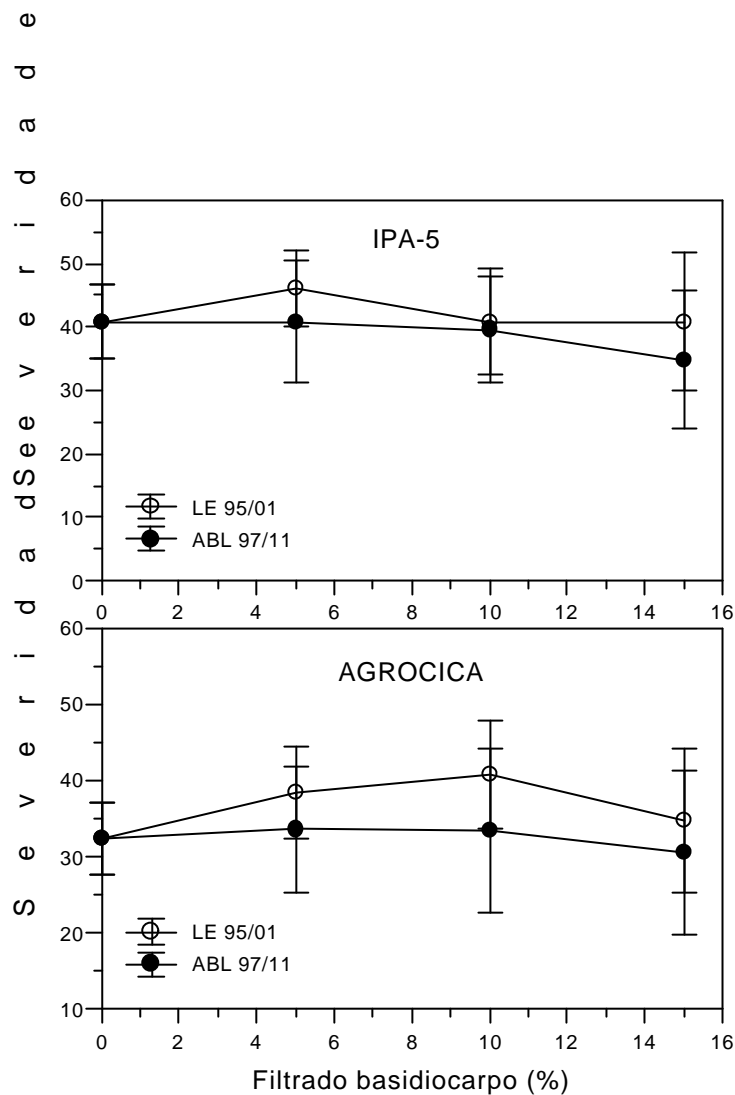 S e v e r i d a dSe e v e r i d a d e
60
IPA-5
50
40
30
20
10
0
LE 95/01
ABL 97/11
0 2 4 6 8 10 12 14 16
60
AGROCICA
50
40
30
20
10
LE 95/01
ABL 97/11
0 2 4 6 8 10 12 14 16
Filtrado basidiocarpo (%)